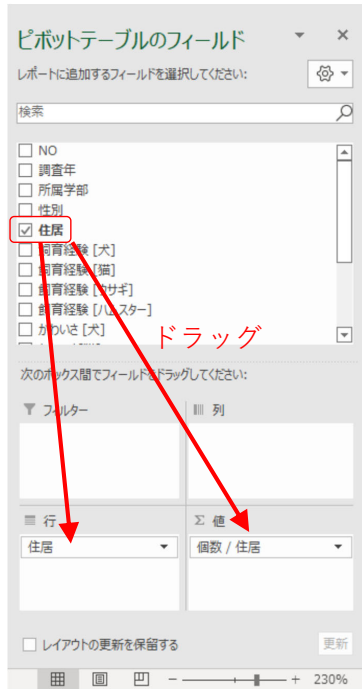 ピボットテーブルのフィールド
レポートに追加するフィールドを選択してください:
検索
NO
調査年
所属学部
性別
住居
飼育経験 [犬]
飼育経験 [猫]
飼育経験 [ウサギ]
飼育経験 [ハムスター]
かわいさ [犬]
ドラッグ
次のボックス間でフィールドをドラッグしてください:
フィルター
列
行
Σ 値
住居
個数 / 住居
レイアウトの更新を保留する
更新
230%